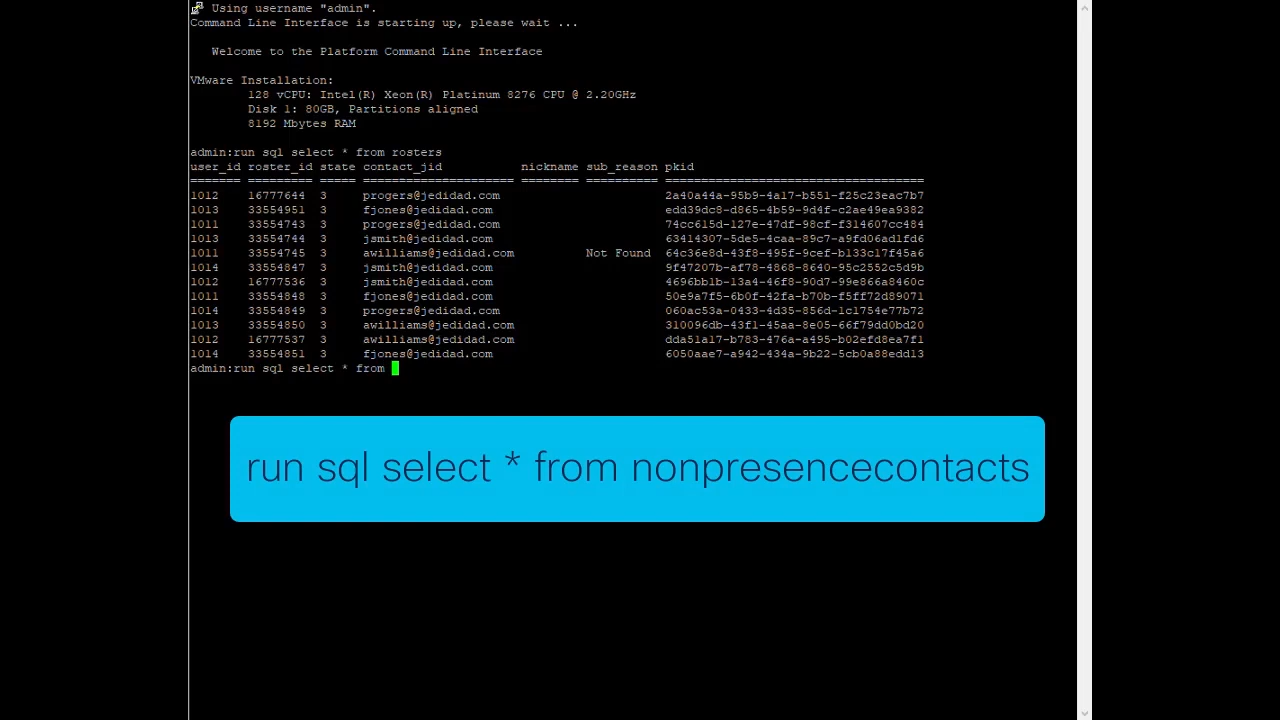 Using username "admin".
Command Line Interface is starting up, please wait ...
Welcome to the Platform Command Line Interface
VMware Installation:
128 vCPU: Intel(R) Xeon(R) Platinum 8276 CPU @ 2.20GHz
Disk 1: 80GB, Partitions aligned
8192 Mbytes RAM
admin:run sql select * from rosters
user_id roster_id state contact_jid nickname sub_reason pkid
======= ========= ===== ===================== ======== ========== ====================================
1012 16777644 3 progers@jedidad.com 2a40a44a-95b9-4a17-b551-f25c23eac7b7
1013 33554951 3 fjones@jedidad.com edd39dc8-d865-4b59-9d4f-c2ae49ea9382
1011 33554743 3 progers@jedidad.com 74cc615d-127e-47df-98cf-f314607cc484
1013 33554744 3 jsmith@jedidad.com 63414307-5de5-4caa-89c7-a9fd06ad1fd6
1011 33554745 3 awilliams@jedidad.com Not Found 64c36e8d-43f8-495f-9cef-b133c17f45a6
1014 33554847 3 jsmith@jedidad.com 9f47207b-af78-4868-8640-95c2552c5d9b
1012 16777536 3 jsmith@jedidad.com 4696bb1b-13a4-46f8-90d7-99e866a8460c
1011 33554848 3 fjones@jedidad.com 50e9a7f5-6b0f-42fa-b70b-f5ff72d89071
1014 33554849 3 progers@jedidad.com 060ac53a-0433-4d35-856d-1c1754e77b72
1013 33554850 3 awilliams@jedidad.com 310096db-43f1-45aa-8e05-66f79dd0bd20
1012 16777537 3 awilliams@jedidad.com dda51a17-b783-476a-a495-b02efd8ea7f1
1014 33554851 3 fjones@jedidad.com 6050aae7-a942-434a-9b22-5cb0a88edd13
admin:run sql select * from
run sql select * from nonpresencecontacts